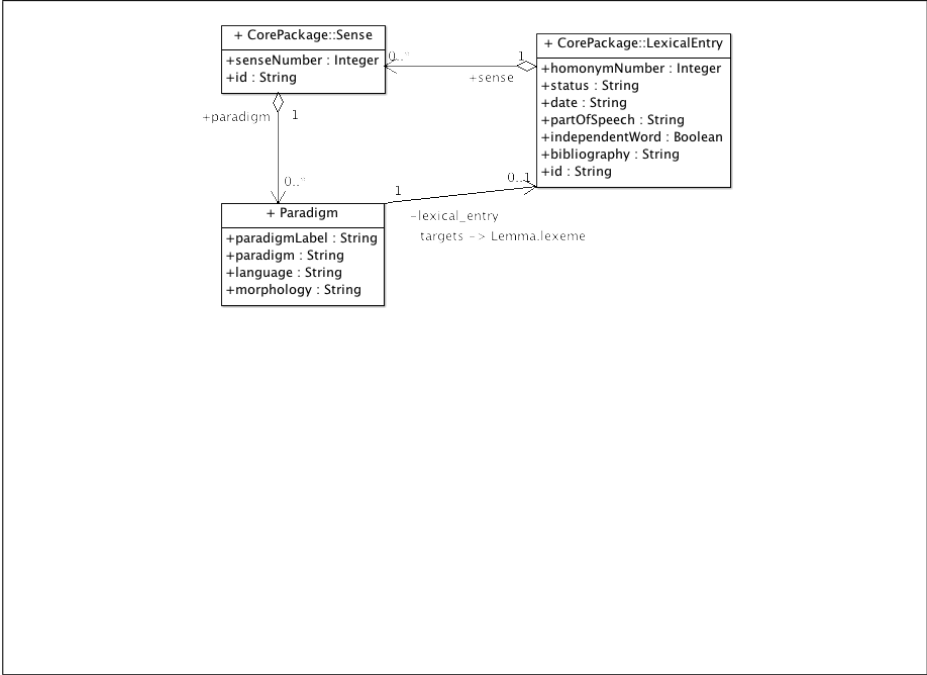 + CorePackage::Sense
+senseNumber : Integer
+id : String
0..*
1
+sense
+ CorePackage::LexicalEntry
+homonymNumber : Integer
+status : String
+date : String
+partOfSpeech : String
+independentWord : Boolean
+bibliography : String
+id : String
+paradigm
1
0..*
1
0..1
-lexical_entry
targets -> Lemma.lexeme
+ Paradigm
+paradigmLabel : String
+paradigm : String
+language : String
+morphology : String